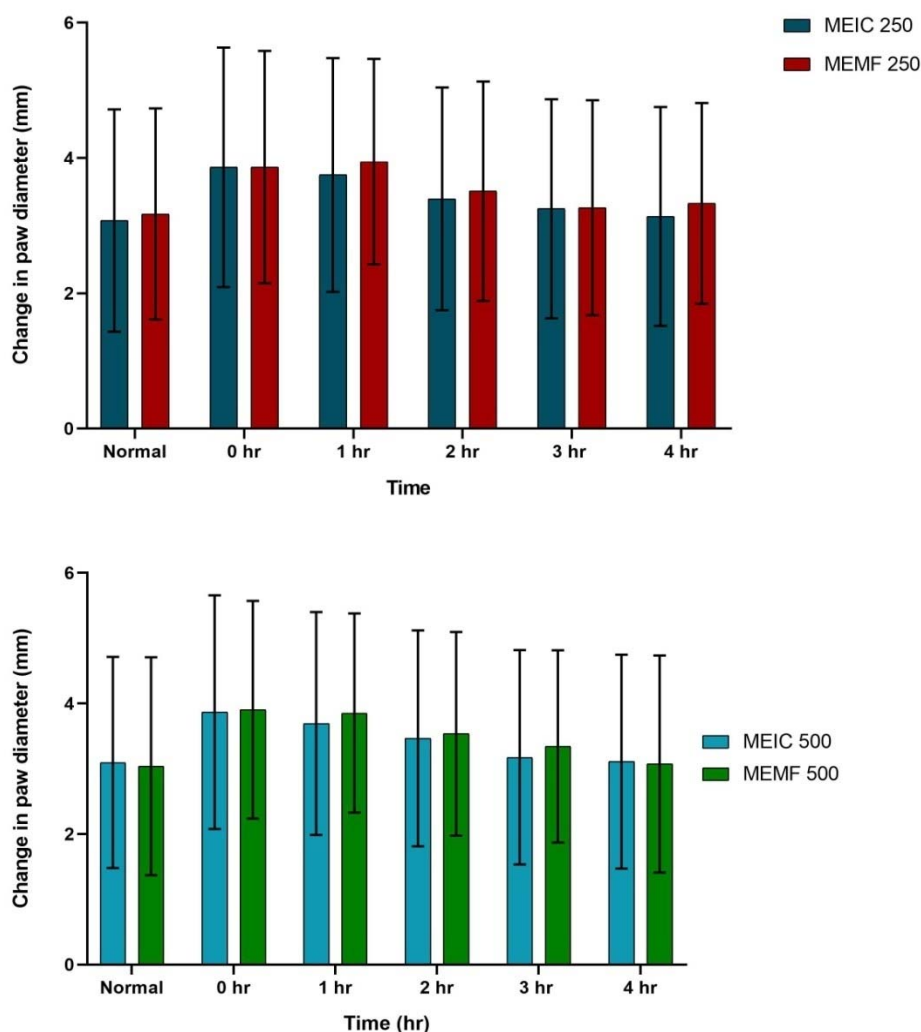 6
4
2
0
Change in paw diameter (mm)
MEIC 250
MEMF 250
Normal 0 hr 1 hr 2 hr 3 hr 4 hr
Time
6
4
2
0
Change in paw diameter (mm)
MEIC 500
MEMF 500
Normal 0 hr 1 hr 2 hr 3 hr 4 hr
Time (hr)